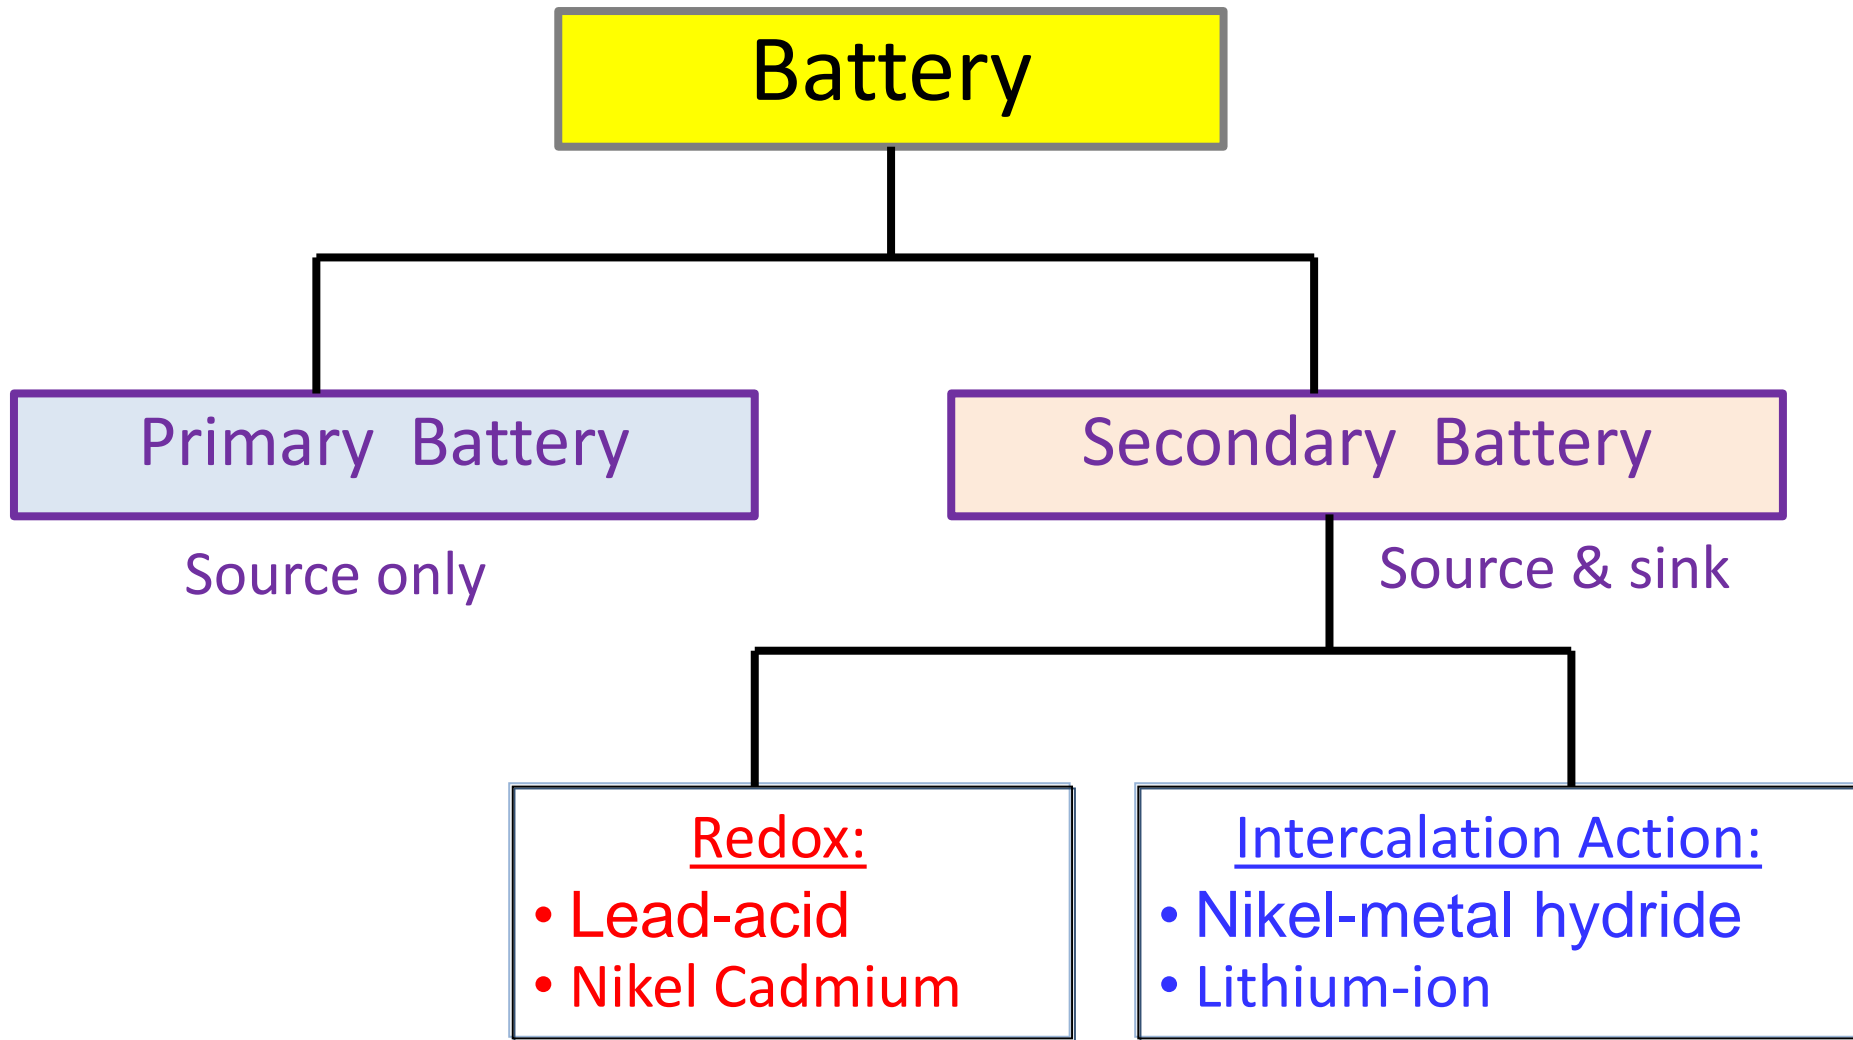 Battery
Primary Battery
Secondary Battery
Source only
Source & sink
Redox:
• Lead-acid
• Nikel Cadmium
Intercalation Action:
• Nikel-metal hydride
• Lithium-ion